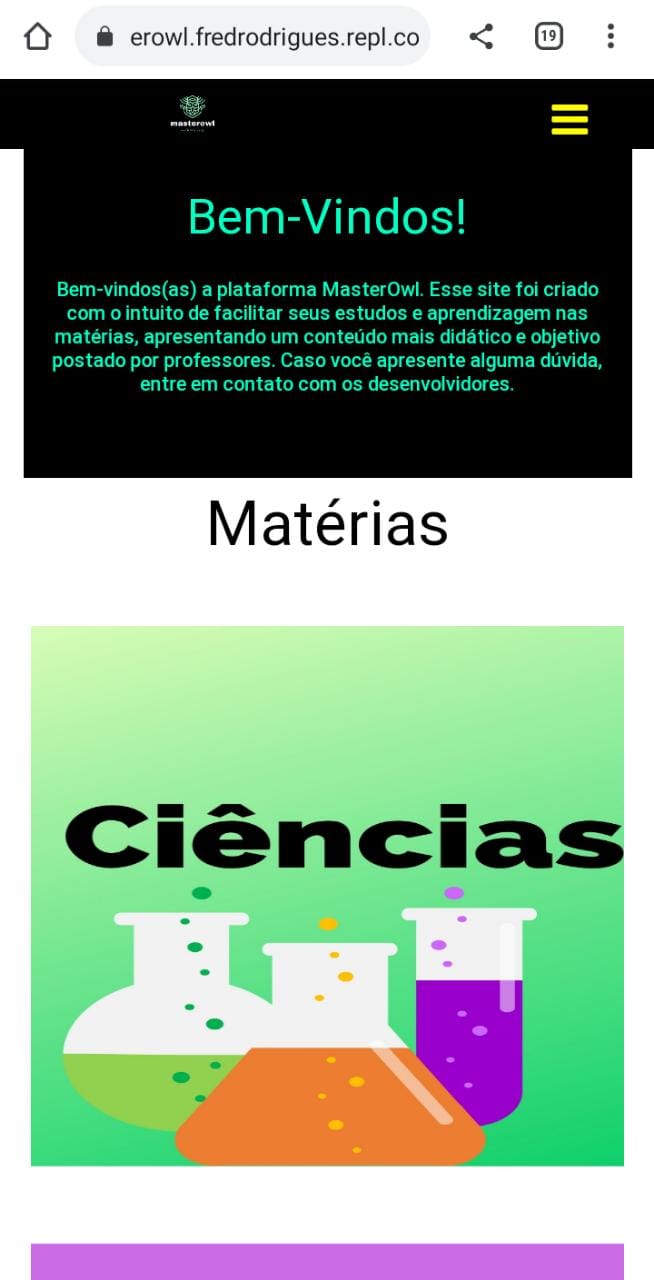 erowl.fredrodrigues.repl.co
19
masterowl
Bem-Vindos!
Bem-vindos(as) a plataforma MasterOwl. Esse site foi criado
com o intuito de facilitar seus estudos e aprendizagem nas
matérias, apresentando um conteúdo mais didático e objetivo
postado por professores. Caso você apresente alguma dúvida,
entre em contato com os desenvolvidores.
Matérias
Ciências